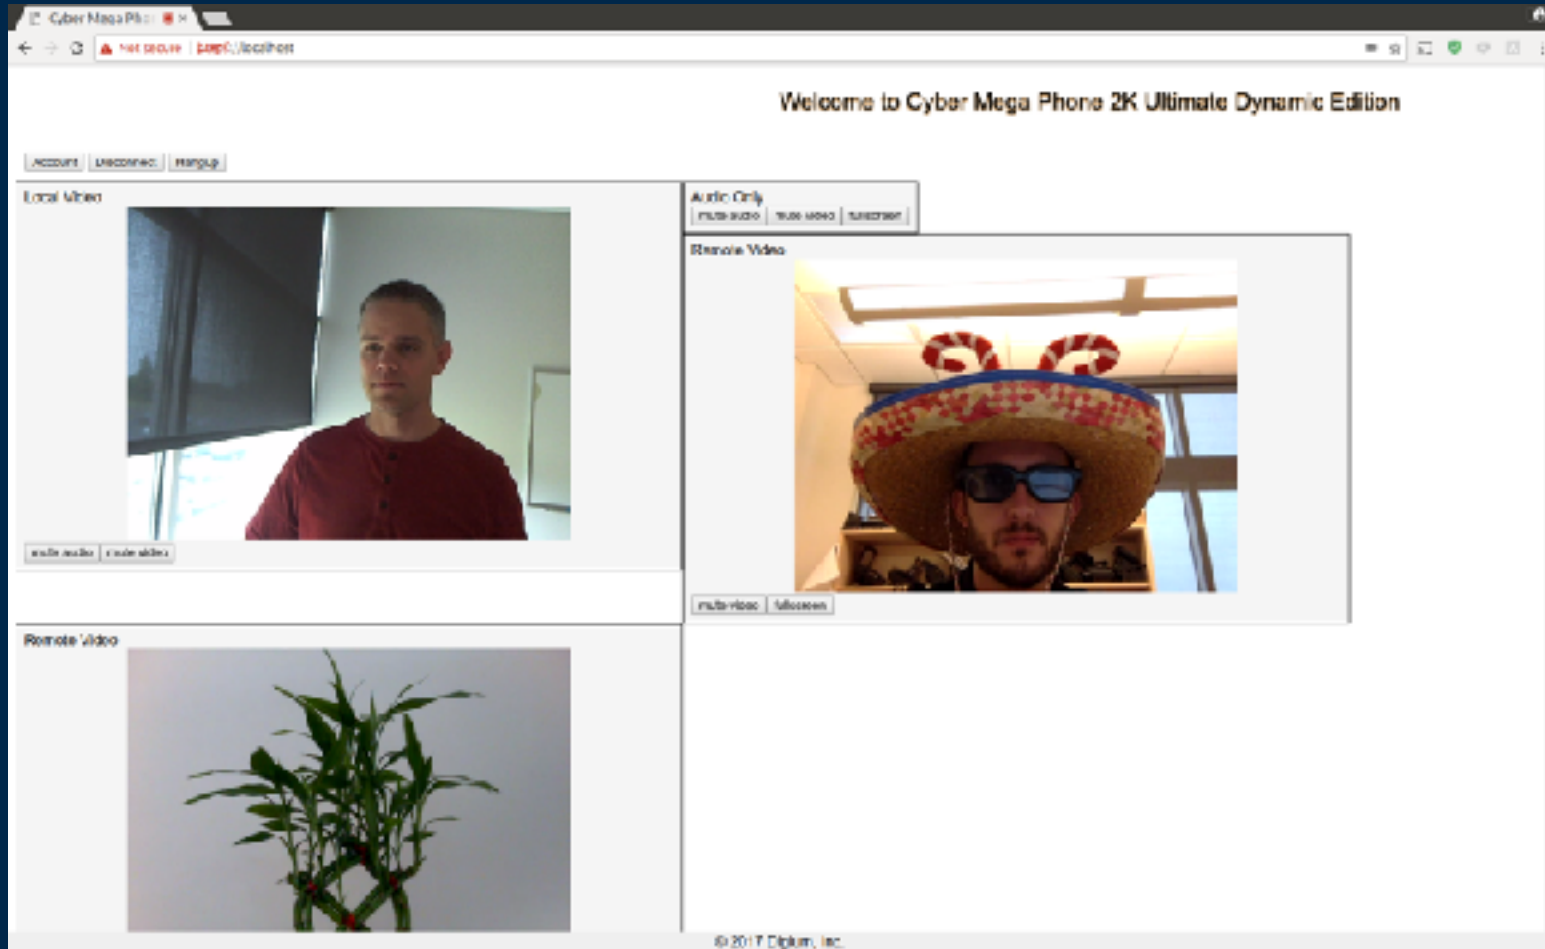 Cyber Mega Pho
Not secure | https://localhost
Welcome to Cyber Mega Phone 2K Ultimate Dynamic Edition
Account Disconnect Hangup
Local Video
Audio Only
mute audio mute video fullscreen
Remote Video
mute audio mute video
mute video fullscreen
Remote Video
© 2017 Digium, Inc.